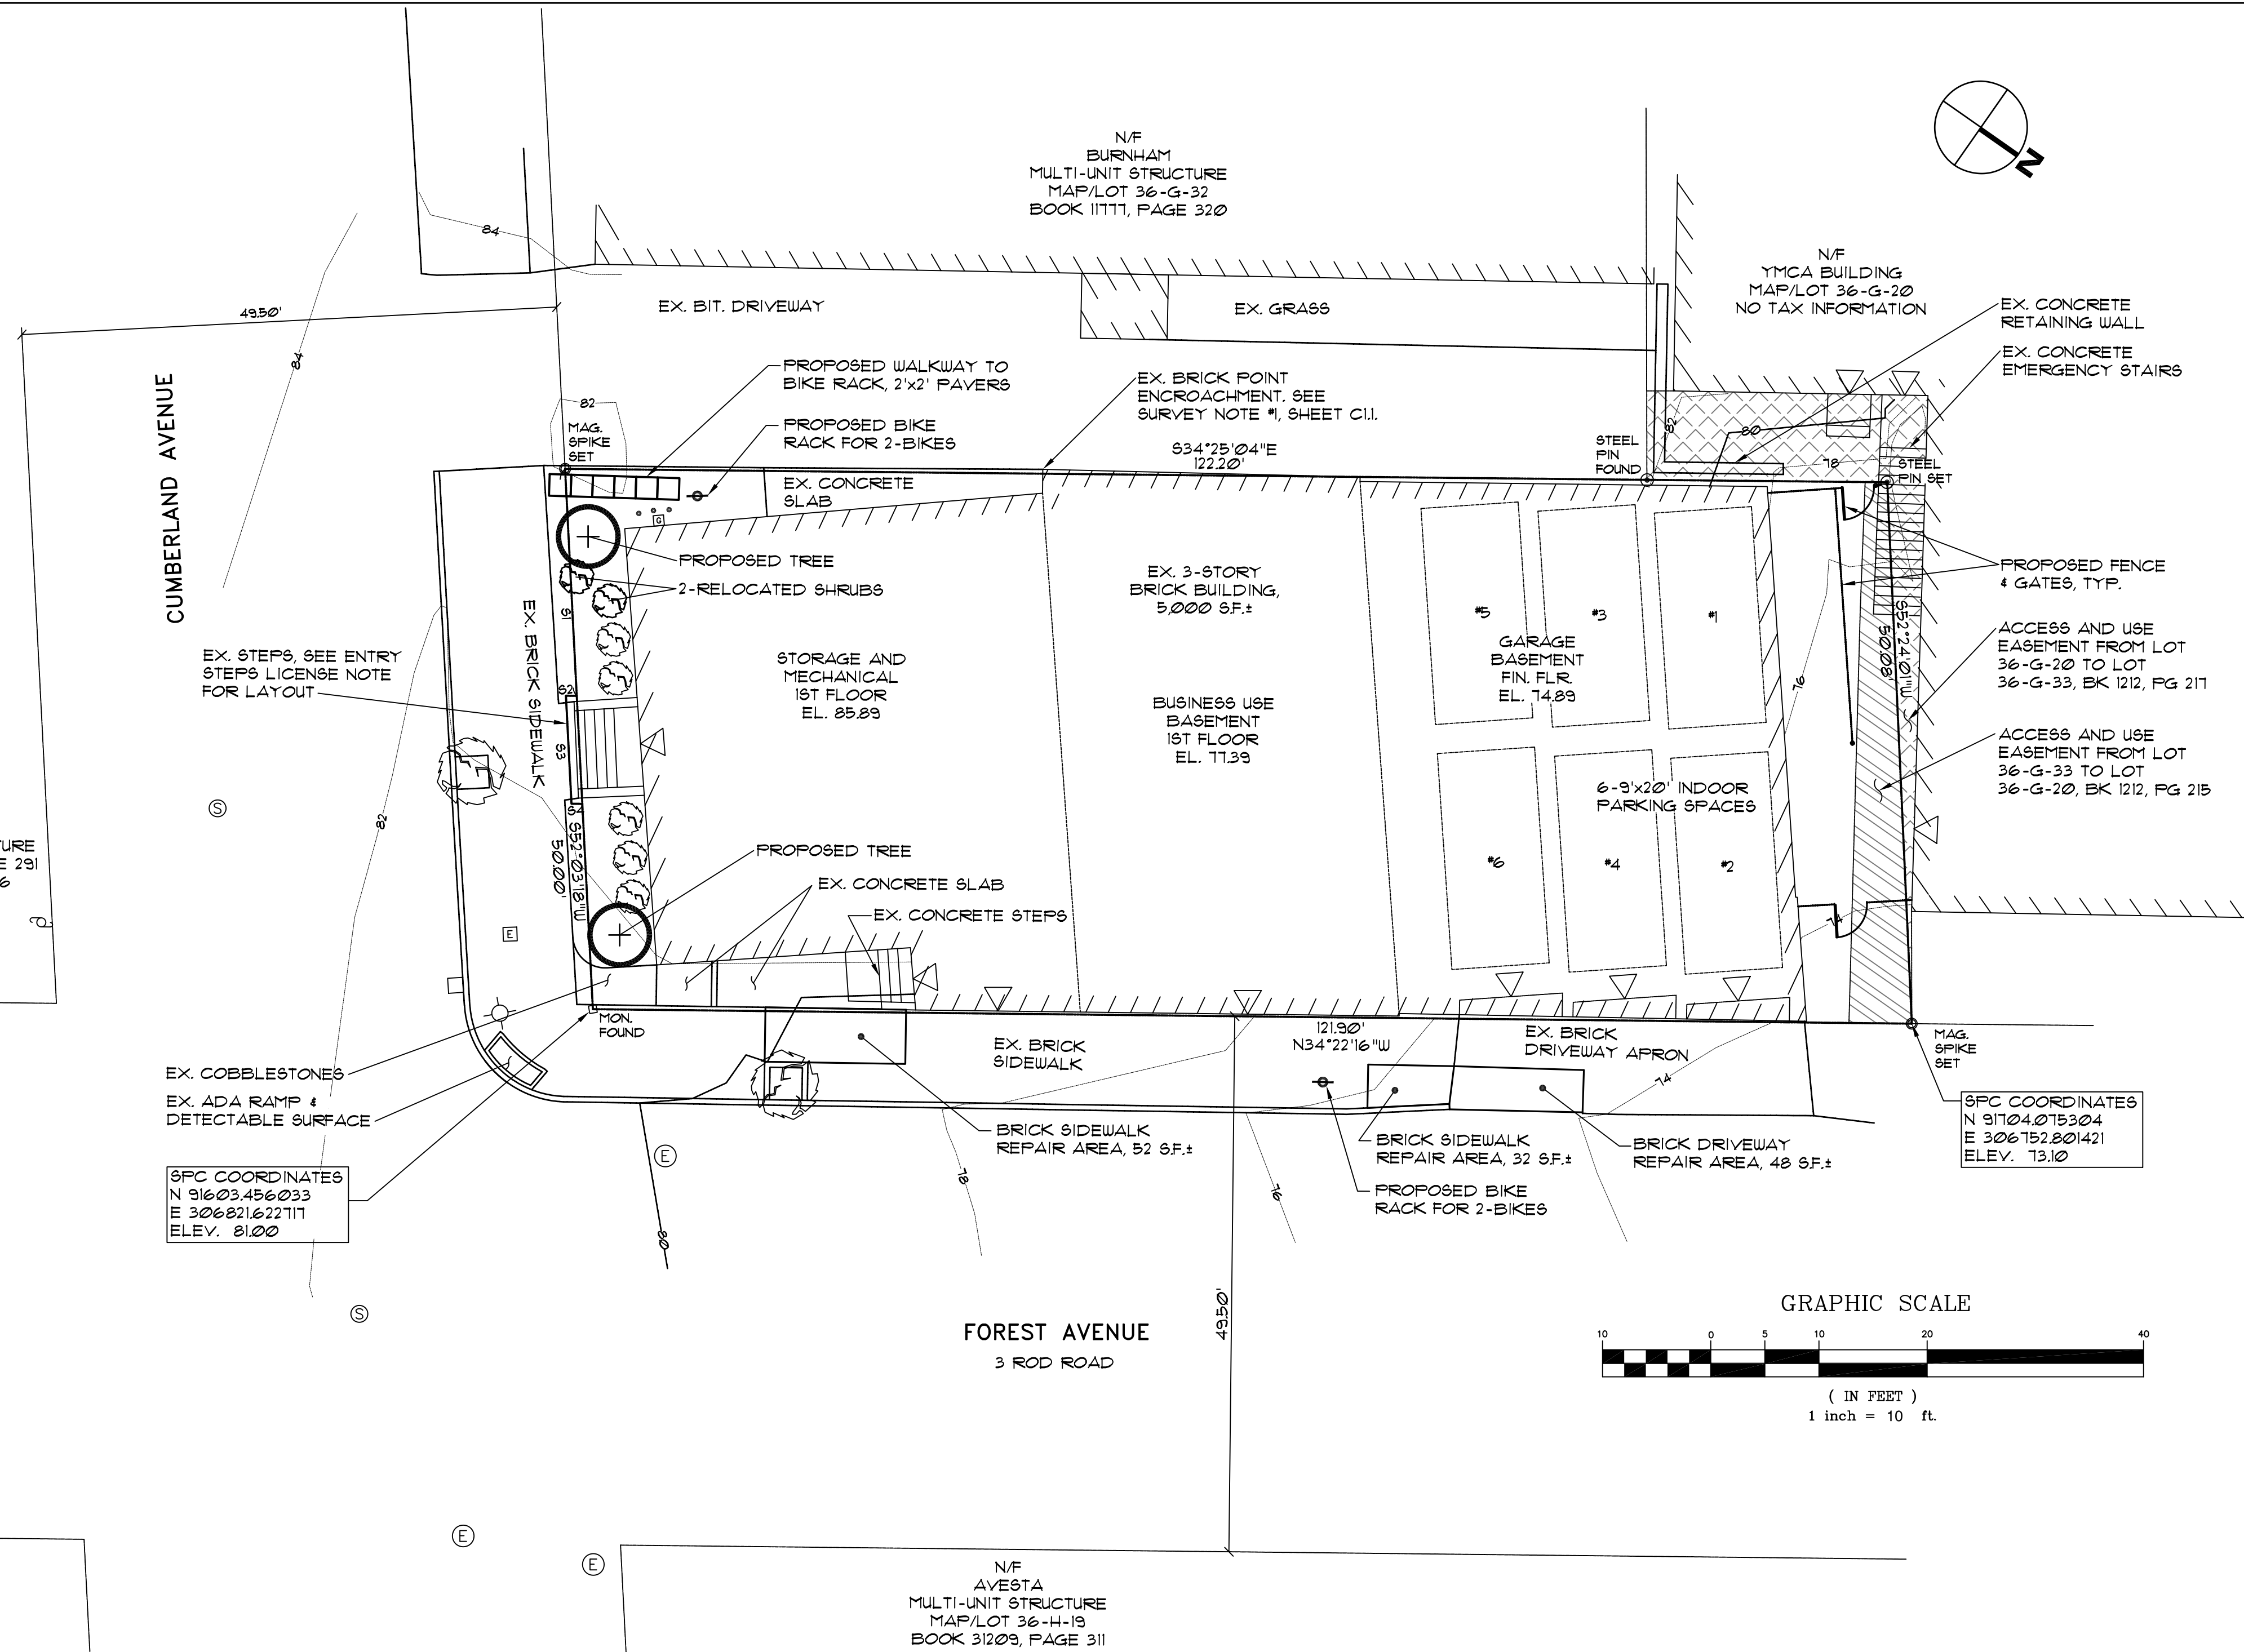 N/F
BURNHAM
MULTI-UNIT STRUCTURE
MAP/LOT 36-G-32
BOOK 11777, PAGE 320
N
N/F
YMCA BUILDING
MAP/LOT 36-G-20
NO TAX INFORMATION
84
49.50'
84
CUMBERLAND AVENUE
EX. BIT. DRIVEWAY
EX. GRASS
EX. CONCRETE
RETAINING WALL
EX. CONCRETE
EMERGENCY STAIRS
PROPOSED WALKWAY TO
BIKE RACK, 2'x2' PAVERS
EX. BRICK POINT
ENCROACHMENT. SEE
SURVEY NOTE #1, SHEET C1.1.
82
MAG.
SPIKE
SET
PROPOSED BIKE
RACK FOR 2-BIKES
S34°25'04"E
122.20'
STEEL
PIN
FOUND
82
80
78
STEEL
PIN SET
EX. CONCRETE
SLAB
G
PROPOSED TREE
2-RELOCATED SHRUBS
EX. 3-STORY
BRICK BUILDING,
5,000 S.F.±
#5
#3
#1
GARAGE
BASEMENT
FIN. FLR.
EL. 74.89
PROPOSED FENCE
& GATES, TYP.
S52°24'01"W
50.08'
76
ACCESS AND USE
EASEMENT FROM LOT
36-G-20 TO LOT
36-G-33, BK 1212, PG 217
EX. STEPS, SEE ENTRY
STEPS LICENSE NOTE
FOR LAYOUT
EX. BRICK SIDEWALK
S1
S2
S3
S4
STORAGE AND
MECHANICAL
1ST FLOOR
EL. 85.89
BUSINESS USE
BASEMENT
1ST FLOOR
EL. 77.39
ACCESS AND USE
EASEMENT FROM LOT
36-G-33 TO LOT
36-G-20, BK 1212, PG 215
6-9'x20' INDOOR
PARKING SPACES
#6
#4
#2
S
82
URE
E 291
6
S52°03'18"W
50.00'
PROPOSED TREE
EX. CONCRETE SLAB
EX. CONCRETE STEPS
E
74
MON.
FOUND
EX. BRICK
SIDEWALK
121.90'
N34°22'16"W
EX. BRICK
DRIVEWAY APRON
MAG.
SPIKE
SET
EX. COBBLESTONES
EX. ADA RAMP &
DETECTABLE SURFACE
74
SPC COORDINATES
N 91704.075304
E 306752.801421
ELEV. 73.10
BRICK SIDEWALK
REPAIR AREA, 52 S.F.±
BRICK SIDEWALK
REPAIR AREA, 32 S.F.±
BRICK DRIVEWAY
REPAIR AREA, 48 S.F.±
E
SPC COORDINATES
N 91603.456033
E 306821.622717
ELEV. 81.00
78
76
PROPOSED BIKE
RACK FOR 2-BIKES
80
S
49.50'
FOREST AVENUE
3 ROD ROAD
GRAPHIC SCALE
10 0 5 10 20 40
( IN FEET )
1 inch = 10 ft.
E
E
N/F
AVESTA
MULTI-UNIT STRUCTURE
MAP/LOT 36-H-19
BOOK 31209, PAGE 311